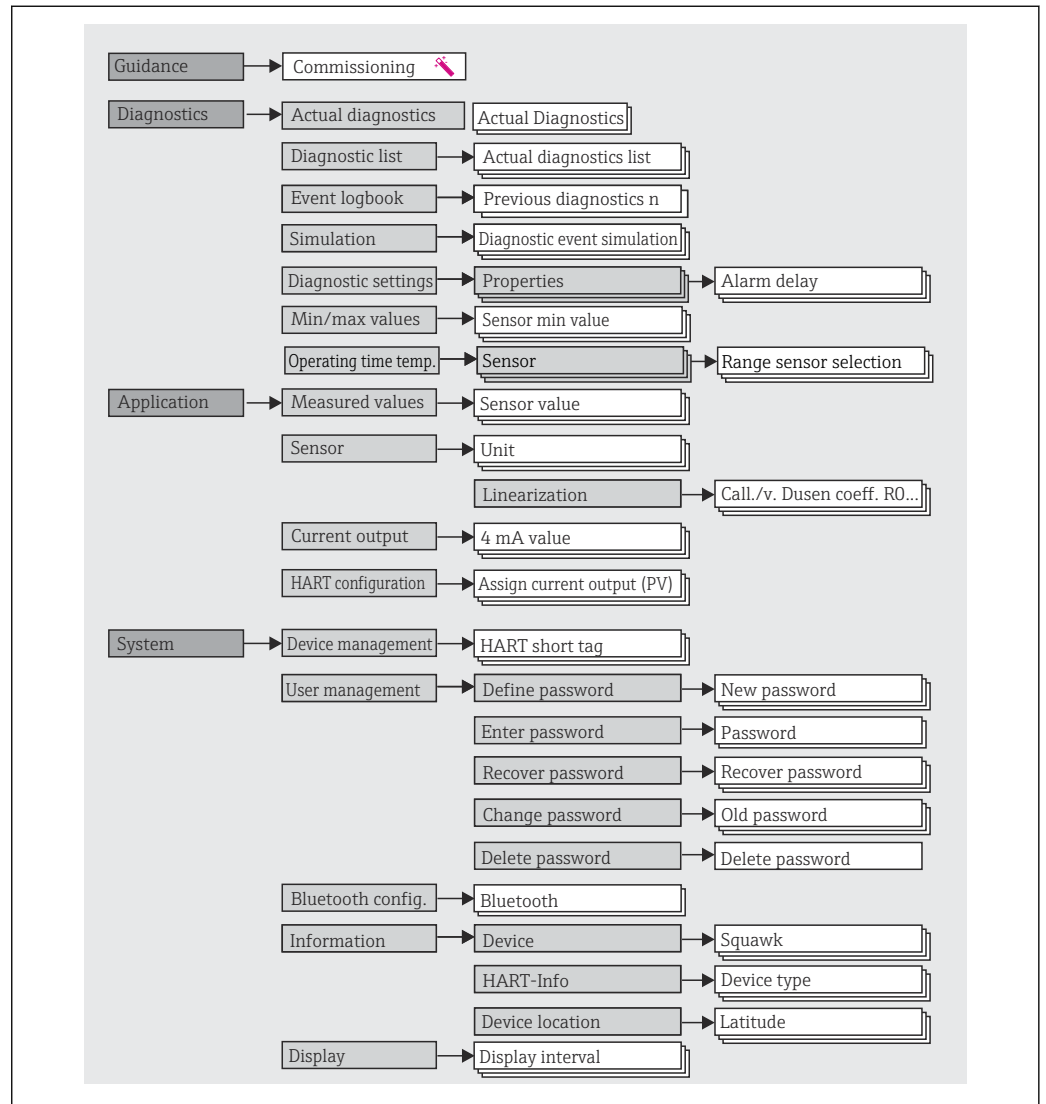 Guidance
Commissioning
Diagnostics
Actual diagnostics
Actual Diagnostics
Diagnostic list
Actual diagnostics list
Event logbook
Previous diagnostics n
Simulation
Diagnostic event simulation
Diagnostic settings
Properties
Alarm delay
Min/max values
Sensor min value
Operating time temp.
Sensor
Range sensor selection
Application
Measured values
Sensor value
Sensor
Unit
Linearization
Call./v. Dusen coeff. R0...
Current output
4 mA value
HART configuration
Assign current output (PV)
System
Device management
HART short tag
User management
Define password
New password
Enter password
Password
Recover password
Recover password
Change password
Old password
Delete password
Delete password
Bluetooth config.
Bluetooth
Information
Device
Squawk
HART-Info
Device type
Device location
Latitude
Display
Display interval